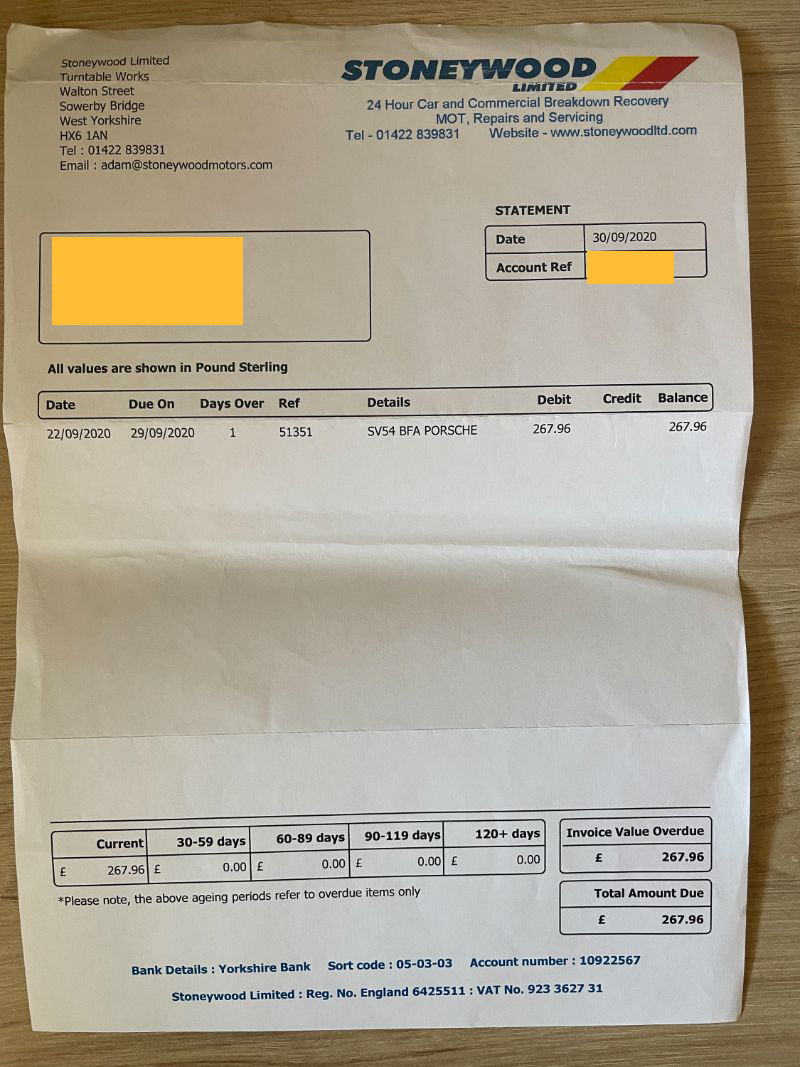 Stoneywood Limited
Turntable Works
Walton Street
Sowerby Bridge
West Yorkshire
HX6 1AN
Tel : 01422 839831
Email : adam@stoneywoodmotors.com
STONEYWOOD
LIMITED
24 Hour Car and Commercial Breakdown Recovery
MOT, Repairs and Servicing
Tel - 01422 839831 Website - www.stoneywoodltd.com
STATEMENT
Date 30/09/2020
Account Ref
All values are shown in Pound Sterling
Date Due On Days Over Ref Details Debit Credit Balance
22/09/2020 29/09/2020 1 51351 SV54 BFA PORSCHE 267.96 267.96
Current 30-59 days 60-89 days 90-119 days 120+ days
£ 267.96 £ 0.00 £ 0.00 £ 0.00 £ 0.00
*Please note, the above ageing periods refer to overdue items only
Invoice Value Overdue
£ 267.96
Total Amount Due
£ 267.96
Bank Details : Yorkshire Bank Sort code : 05-03-03 Account number : 10922567
Stoneywood Limited : Reg. No. England 6425511 : VAT No. 923 3627 31